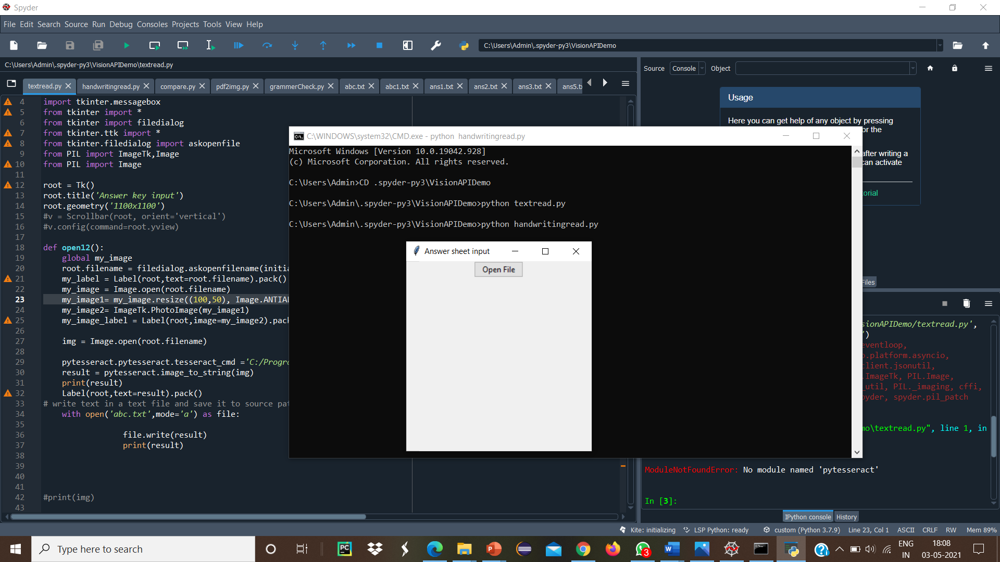 Spyder
File Edit Search Source Run Debug Consoles Projects Tools View Help
C:\Users\Admin\.spyder-py3\VisionAPIDemo
C:\Users\Admin\.spyder-py3\VisionAPIDemo\textread.py
textread.py handwritingread.py compare.py pdf2img.py grammerCheck.py abc.txt abc1.txt ans1.txt ans2.txt ans3.txt ans5.t
4 import tkinter.messagebox
5 from tkinter import *
6 from tkinter import filedialog
7 from tkinter.ttk import *
8 from tkinter.filedialog import askopenfile
9 from PIL import ImageTk,Image
10 from PIL import Image
11
12 root = Tk()
13 root.title('Answer key input')
14 root.geometry('1100x1100')
15 #v = Scrollbar(root, orient='vertical')
16 #v.config(command=root.yview)
17
18 def open12():
19 global my_image
20 root.filename = filedialog.askopenfilename(initia
21 my_label = Label(root,text=root.filename).pack()
22 my_image = Image.open(root.filename)
23 my_image1= my_image.resize((100,50), Image.ANTIAL
24 my_image2= ImageTk.PhotoImage(my_image1)
25 my_image_label = Label(root,image=my_image2).pack
26
27 img = Image.open(root.filename)
28
29 pytesseract.pytesseract.tesseract_cmd ='C:/Progra
30 result = pytesseract.image_to_string(img)
31 print(result)
32 Label(root,text=result).pack()
33 # write text in a text file and save it to source pat
34 with open('abc.txt',mode='a') as file:
35
36 file.write(result)
37 print(result)
38
39
40
41
42 #print(img)
43
C:\WINDOWS\system32\CMD.exe - python handwritingread.py
Microsoft Windows [Version 10.0.19042.928]
(c) Microsoft Corporation. All rights reserved.
C:\Users\Admin>CD .spyder-py3\VisionAPIDemo
C:\Users\Admin\.spyder-py3\VisionAPIDemo>python textread.py
C:\Users\Admin\.spyder-py3\VisionAPIDemo>python handwritingread.py
Answer sheet input
Open File
Source Console Object
Usage
Here you can get help of any object by pressing
or the
after writing a
can activate
torial
Files
sionAPIDemo/textread.py',
')
eventloop,
o.platform.asyncio,
client.jsonutil,
.ImageTk, PIL.Image,
_util, PIL._imaging, cffi,
pyder, spyder.pil_patch
mo\textread.py", line 1, in
ModuleNotFoundError: No module named 'pytesseract'
In [3]:
IPython console History
Kite: initializing LSP Python: ready custom (Python 3.7.9) Line 23, Col 1 ASCII CRLF RW Mem 89%
Type here to search
3
ENG
IN
18:08
03-05-2021